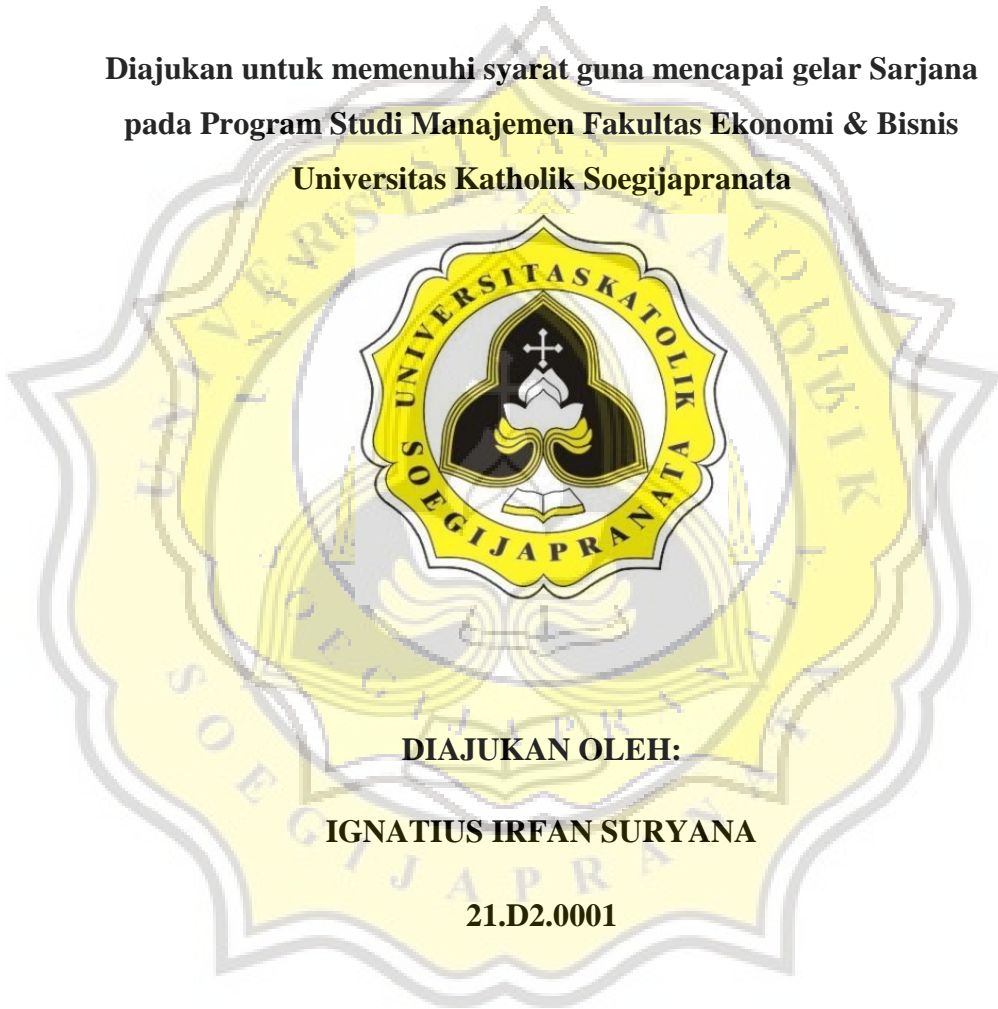 Diajukan untuk memenuhi syarat guna mencapai gelar Sarjana
pada Program Studi Manajemen Fakultas Ekonomi & Bisnis
Universitas Katholik Soegijapranata
UNIVERSITAS KATOLIK
SOEGIJAPRANATA
DIAJUKAN OLEH:
IGNATIUS IRFAN SURYANA
21.D2.0001